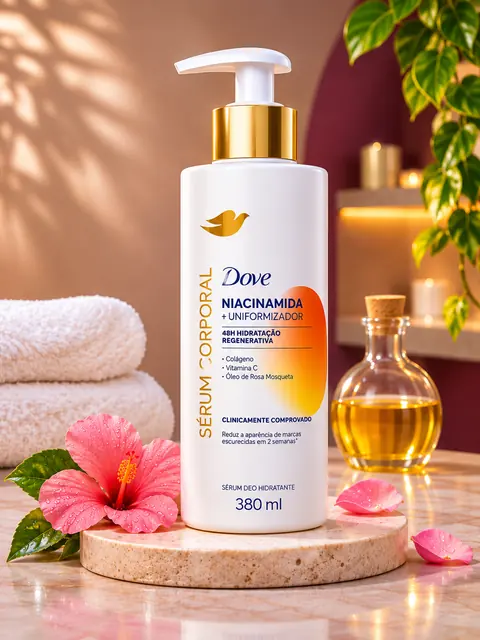 SÉRUM CORPORAL
Dove
NIACINAMIDA
+ UNIFORMIZADOR
48H HIDRATAÇÃO
REGENERATIVA
• Colágeno
• Vitamina C
• Óleo de Rosa Mosqueta
CLINICAMENTE COMPROVADO
Reduz a aparência de marcas
escurecidas em 2 semanas*
SÉRUM DEO HIDRATANTE
380 ml